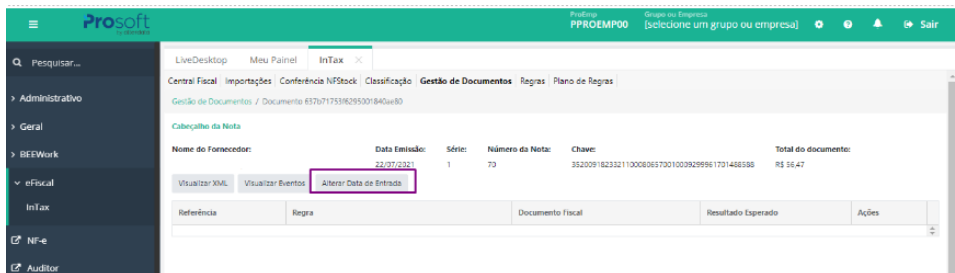 Prosoft
ProEmp
PPROEMP00
Grupo ou Empresa
[selecione um grupo ou empresa]
Sair
Pesquisar...
LiveDesktop Meu Painel InTax
Central Fiscal Importações Conferência NFStock Classificação Gestão de Documentos Regras Plano de Regras
Administrativo
Gestão de Documentos / Documento 637b71753f6295001840ae80
Geral
Cabeçalho da Nota
BEEWork
Nome do Fornecedor: Data Emissão: Série: Número da Nota: Chave: Total do documento:
22/07/2021 1 70 R$ 56,47
eFiscal
Visualizar XML Visualizar Eventos Alterar Data de Entrada
InTax
Referência Regra Documento Fiscal Resultado Esperado Ações
NF-e
Auditor